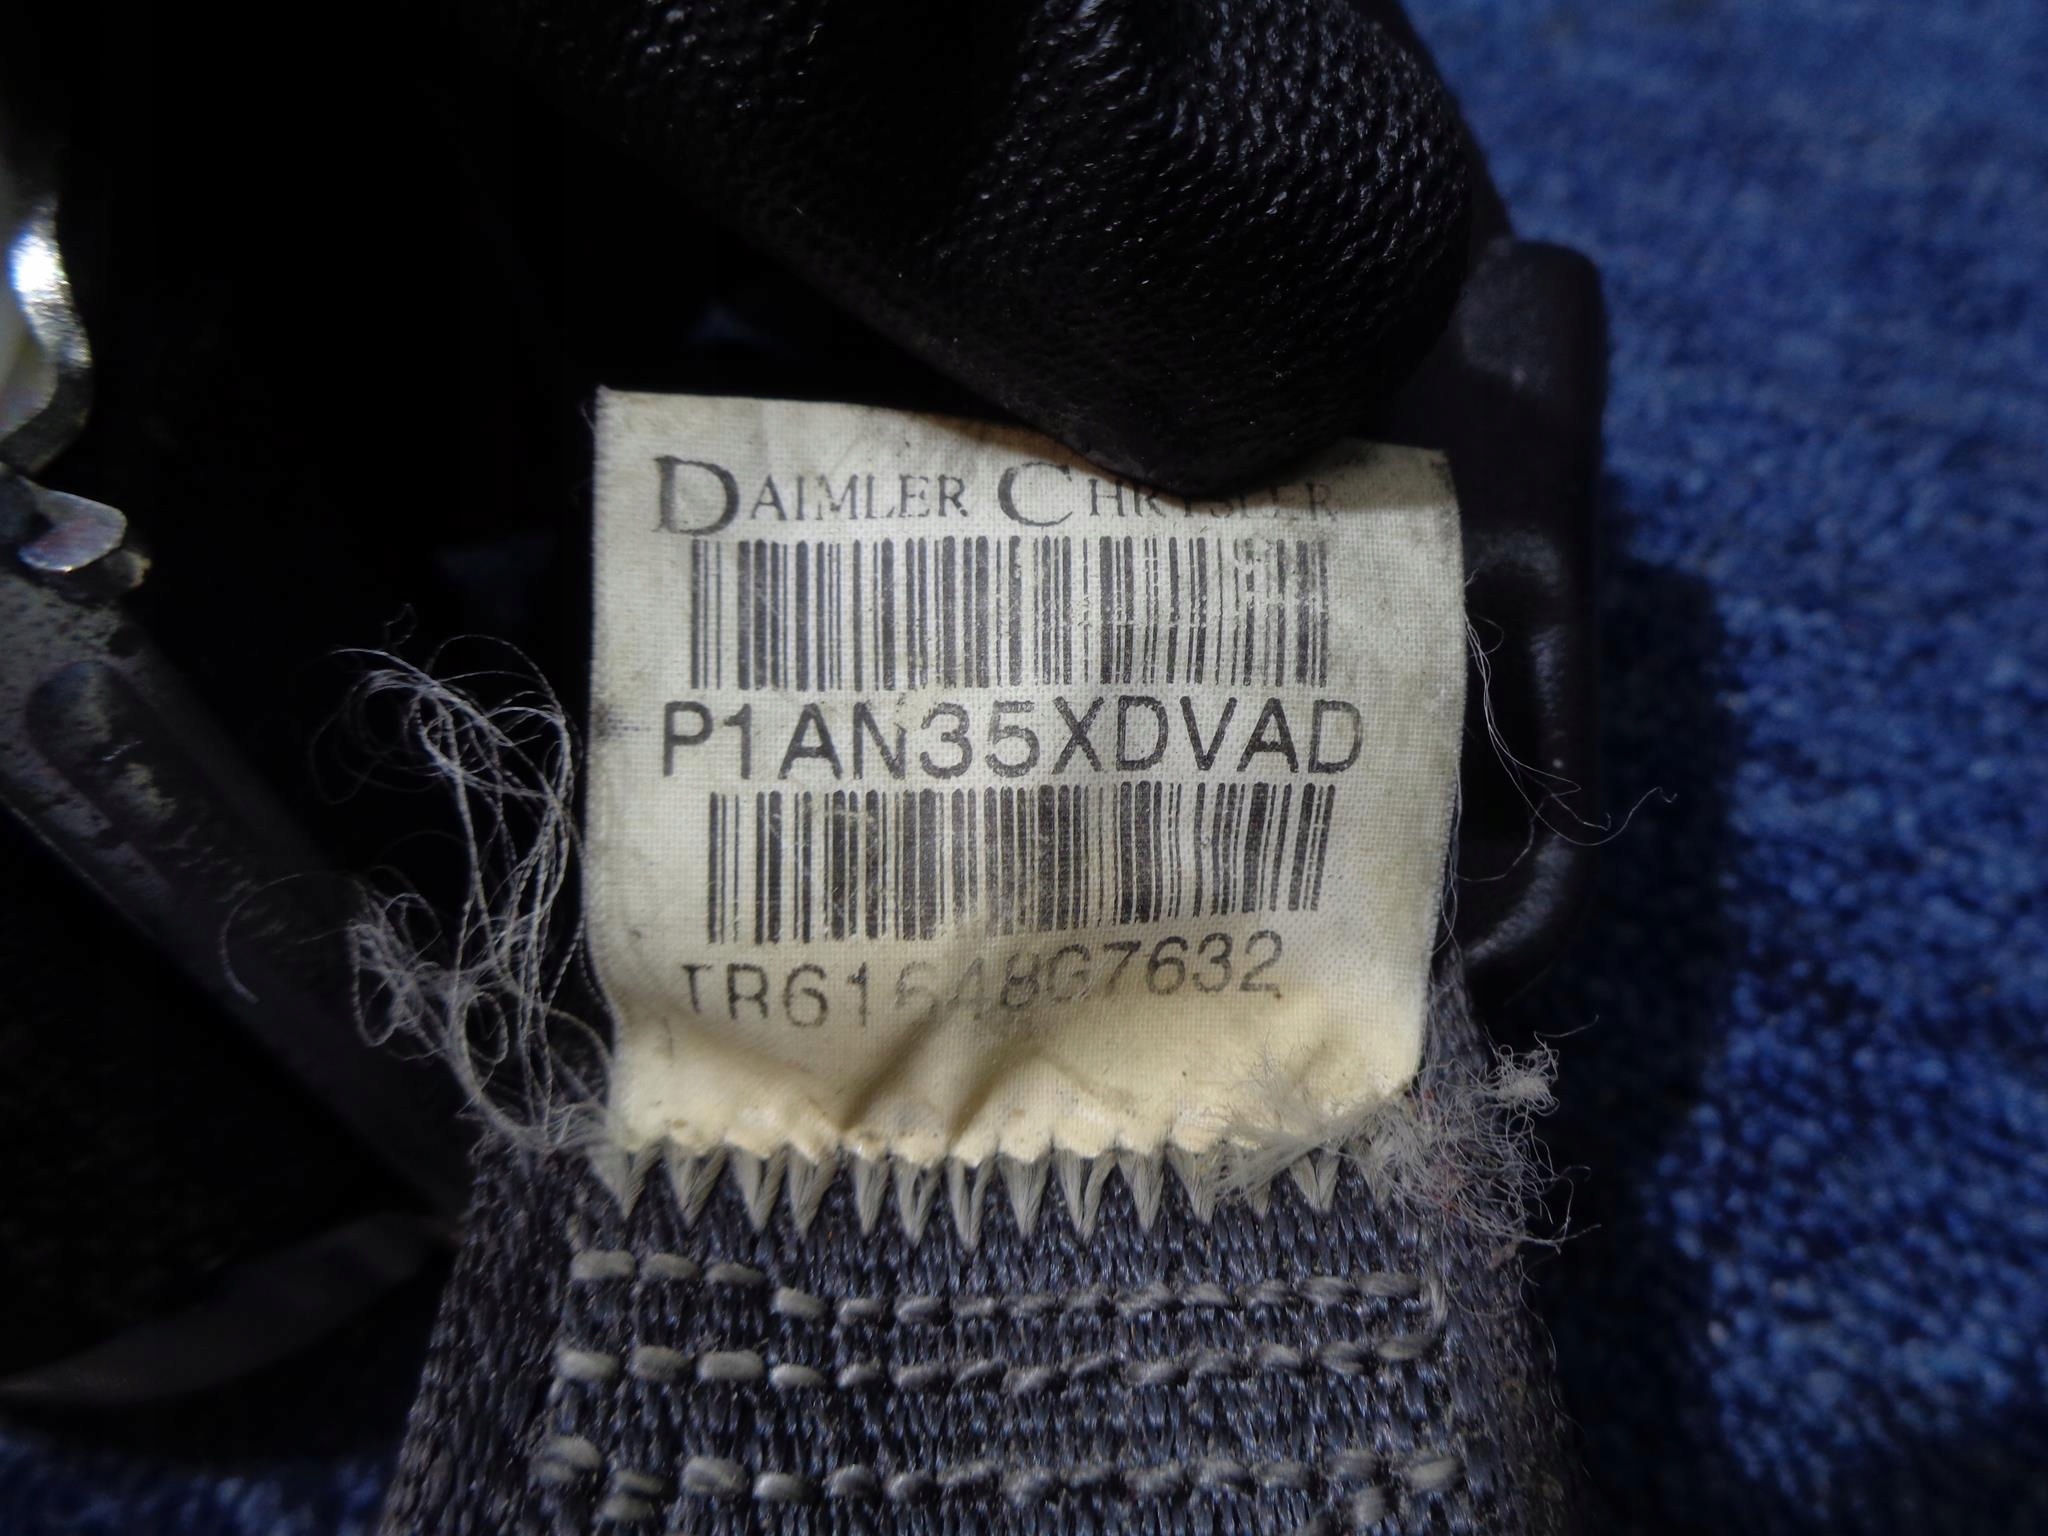 DAIMLER CHRYSLER
P1AN35XDVAD
TR61648G7632